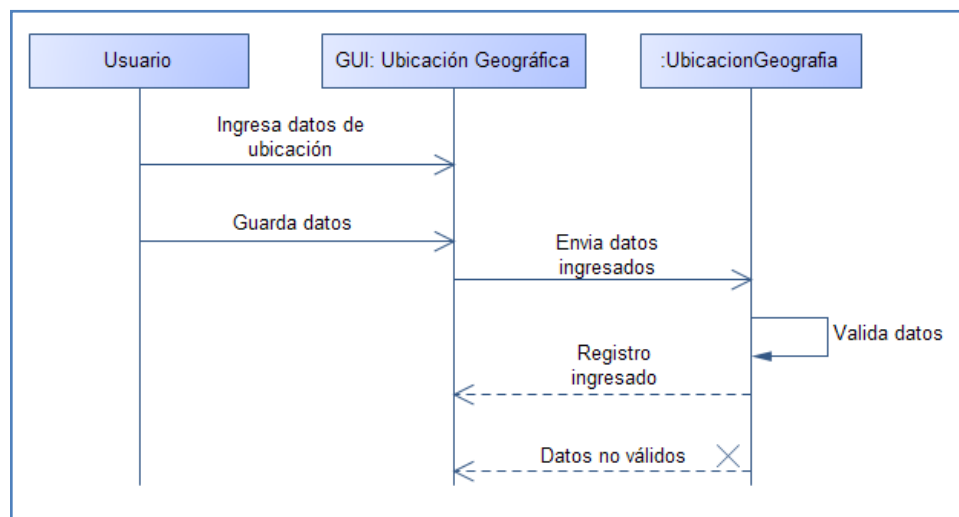 Usuario
GUI: Ubicación Geográfica
:UbicacionGeografia
Ingresa datos de
ubicación
Guarda datos
Envia datos
ingresados
Valida datos
Registro
ingresado
Datos no válidos